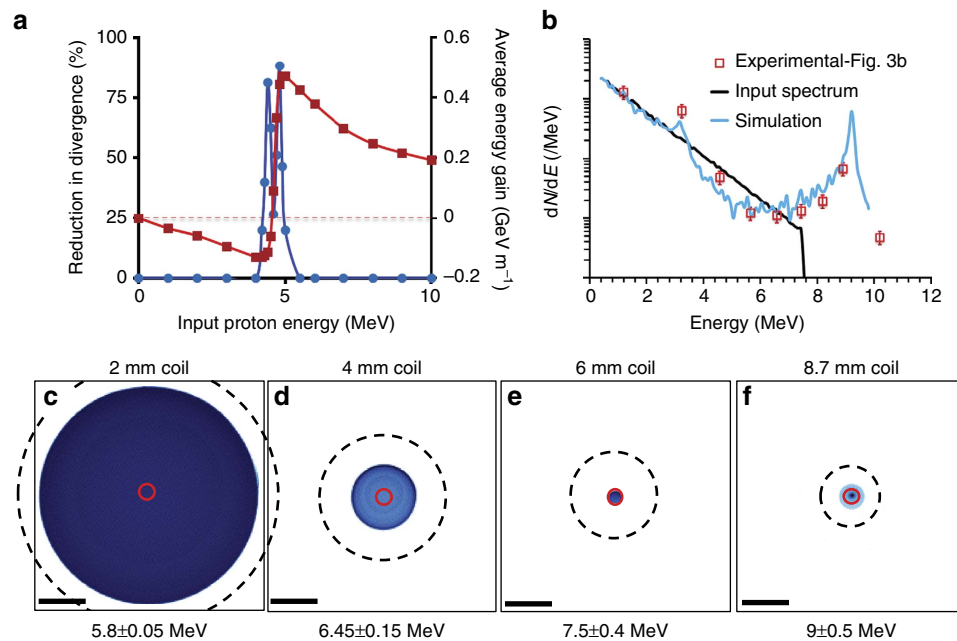 a
Reduction in divergence (%)
100
75
50
25
0
0
5
10
Input proton energy (MeV)
0.6
0.4
0.2
0
−0.2
Average energy gain (GeV m⁻¹)
b
dN/dE (/MeV)
Experimental-Fig. 3b
Input spectrum
Simulation
0 2 4 6 8 10 12
Energy (MeV)
2 mm coil
c
5.8±0.05 MeV
4 mm coil
d
6.45±0.15 MeV
6 mm coil
e
7.5±0.4 MeV
8.7 mm coil
f
9±0.5 MeV